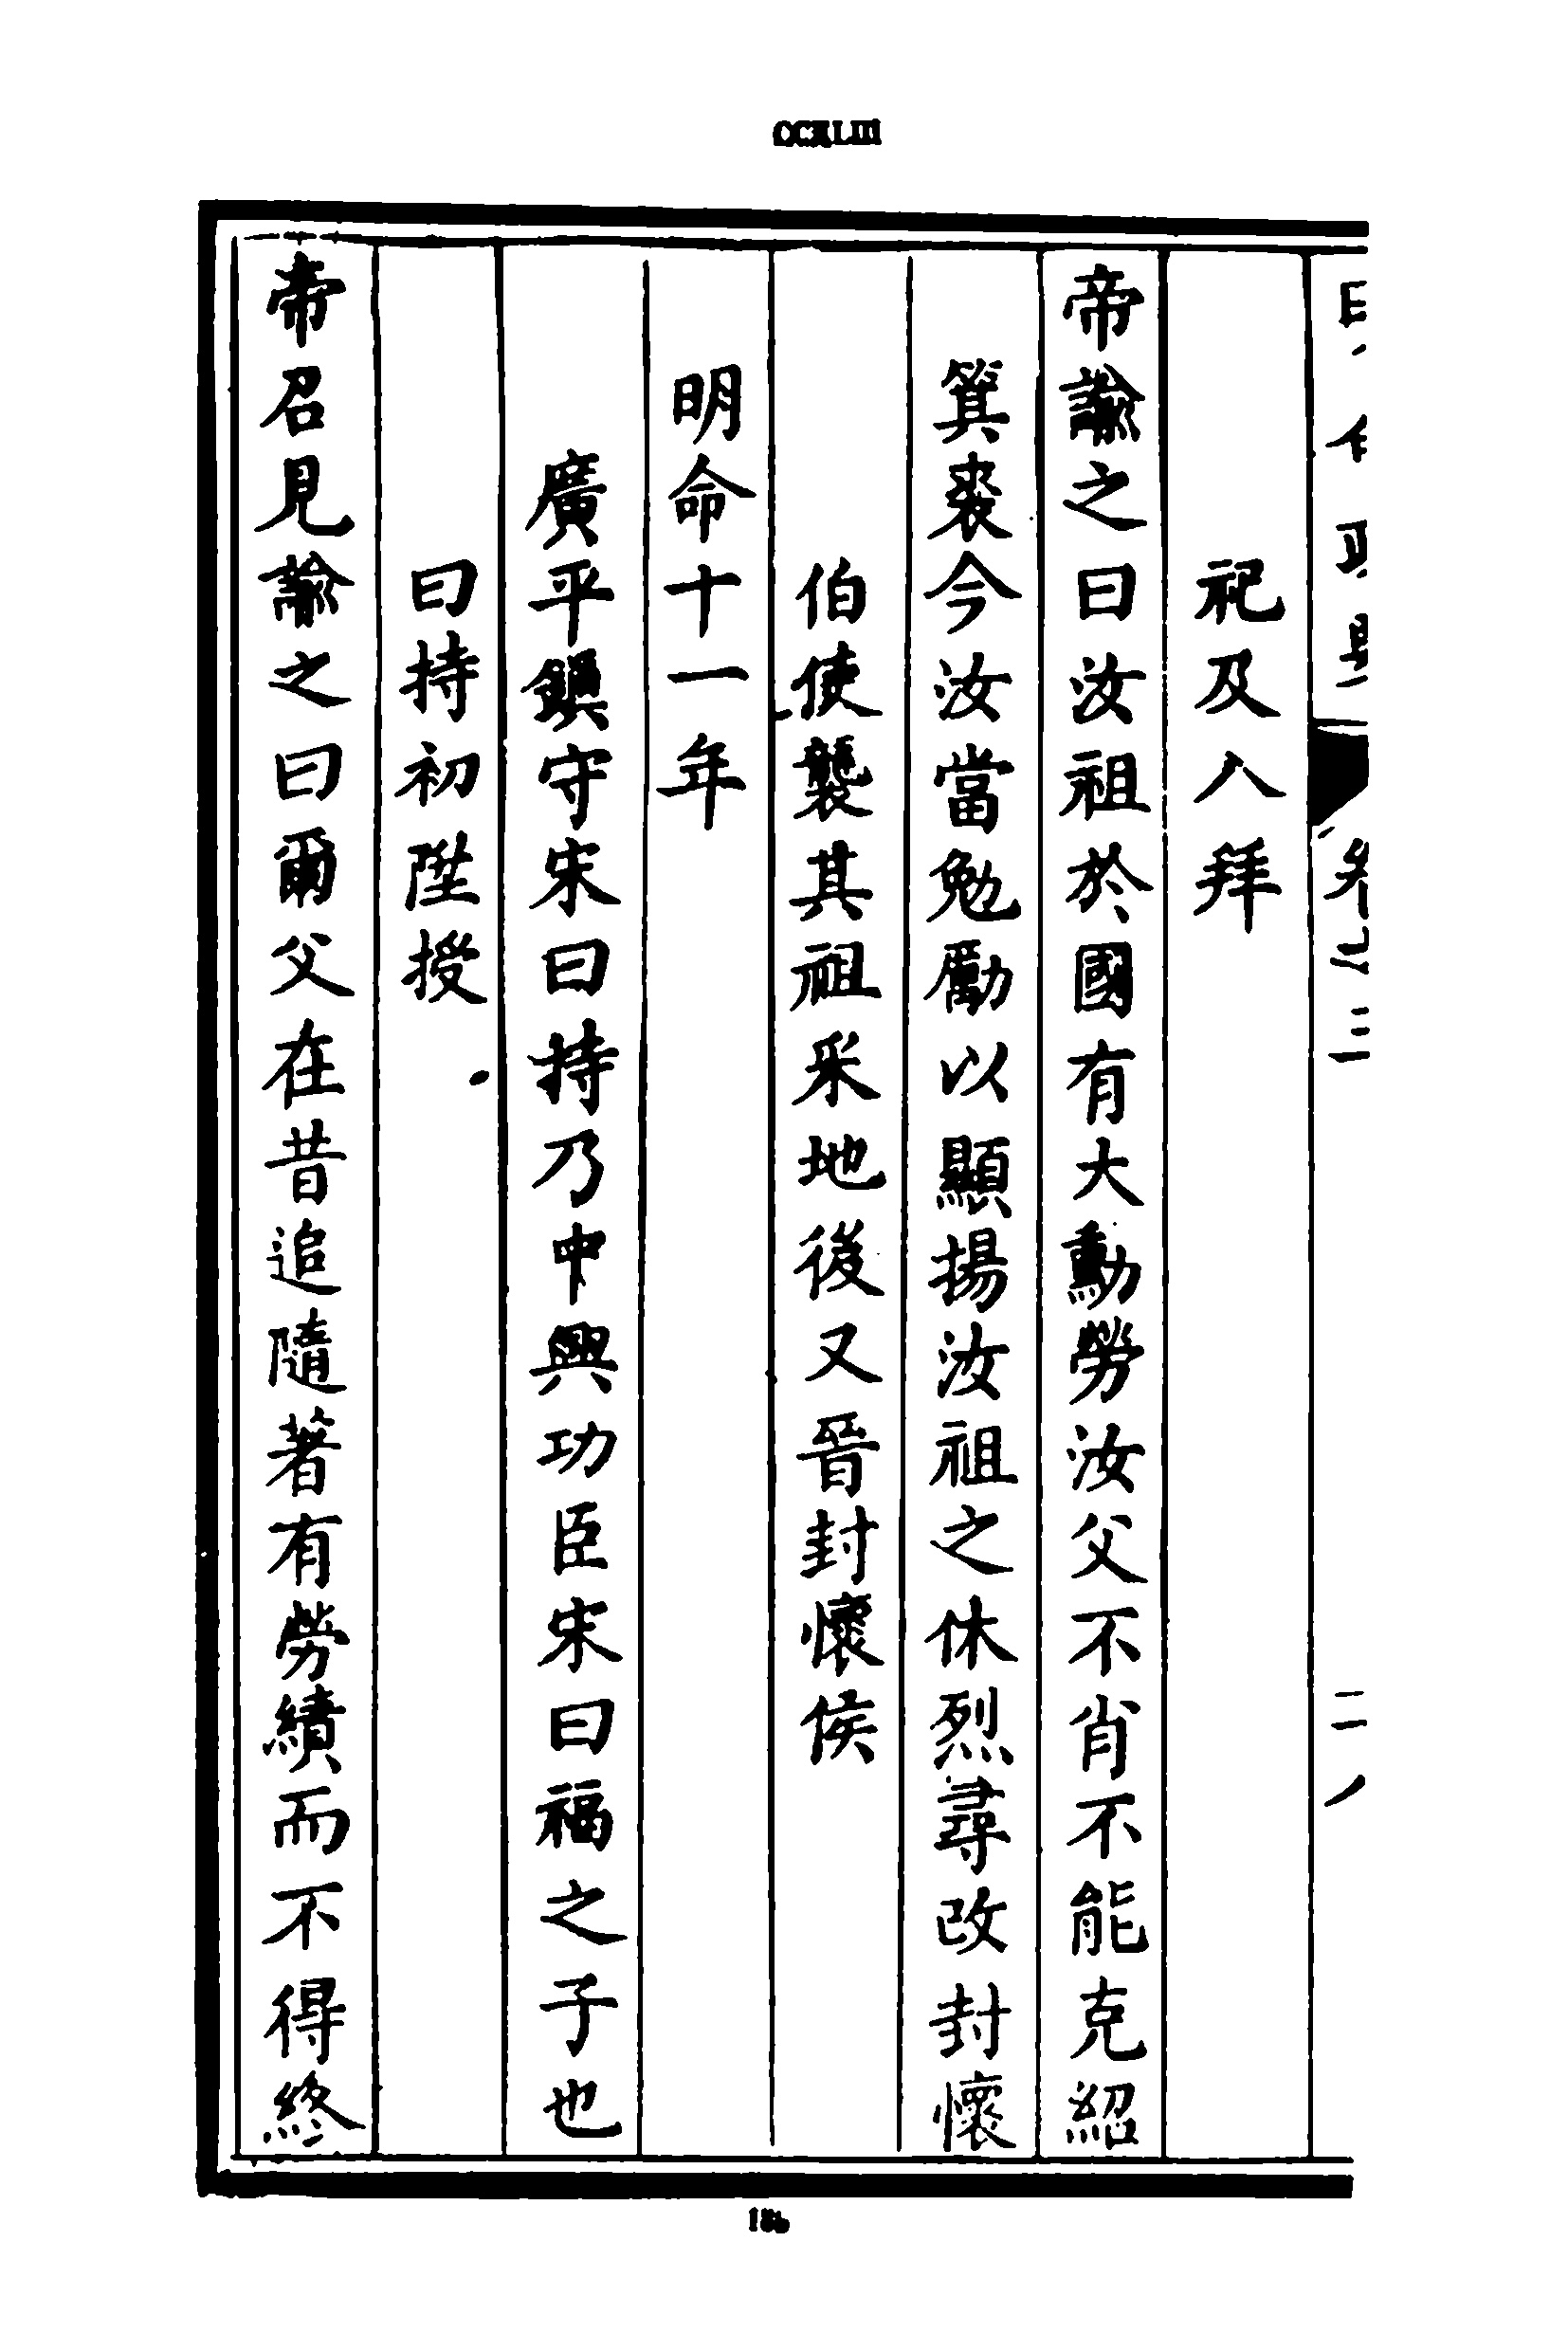 CCXLIII
祀及入拜
帝諭之曰汝祖於國有大勳勞汝父不肖不能克紹
箕裘今汝當勉勵以顯揚汝祖之休烈尋改封懷
伯使襲其祖采地後又晉封懷侯
明命十一年
廣平鎮守宋曰持乃中興功臣宋曰福之子也
曰持初陛授
帝召見諭之曰爾父在昔追隨著有勞績而不得終
18b